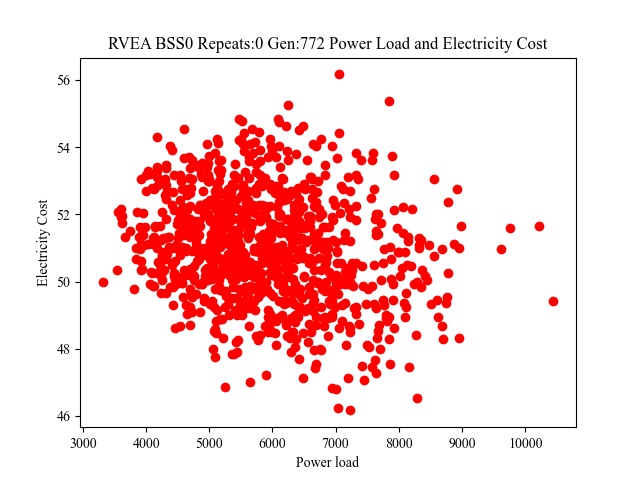 RVEA BSS0 Repeats:0 Gen:772 Power Load and Electricity Cost
56
54
52
50
48
46
Electricity Cost
3000 4000 5000 6000 7000 8000 9000 10000
Power load